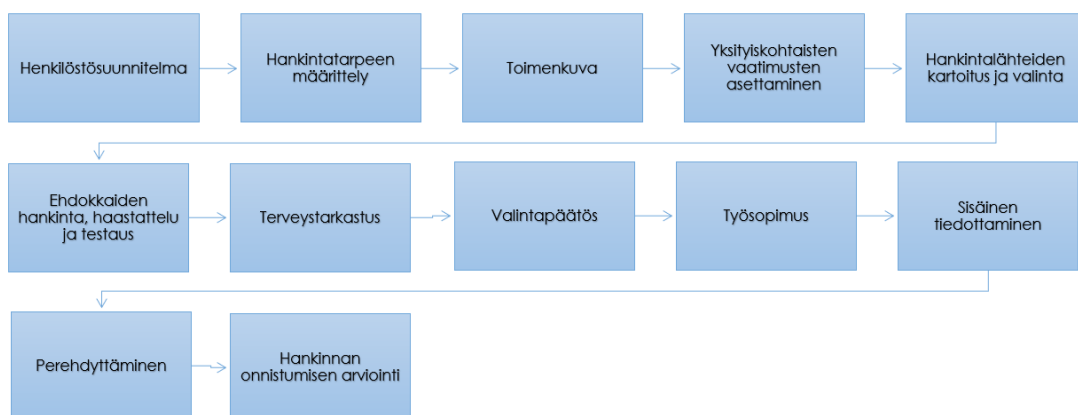 Henkilöstösuunnitelma
Hankintatarpeen
määrittely
Toimenkuva
Yksityiskohtaisten
vaatimusten
asettaminen
Hankintalähteiden
kartoitus ja valinta
Ehdokkaiden
hankinta, haastattelu
ja testaus
Terveystarkastus
Valintapäätös
Työsopimus
Sisäinen
tiedottaminen
Perehdyttäminen
Hankinnan
onnistumisen arviointi